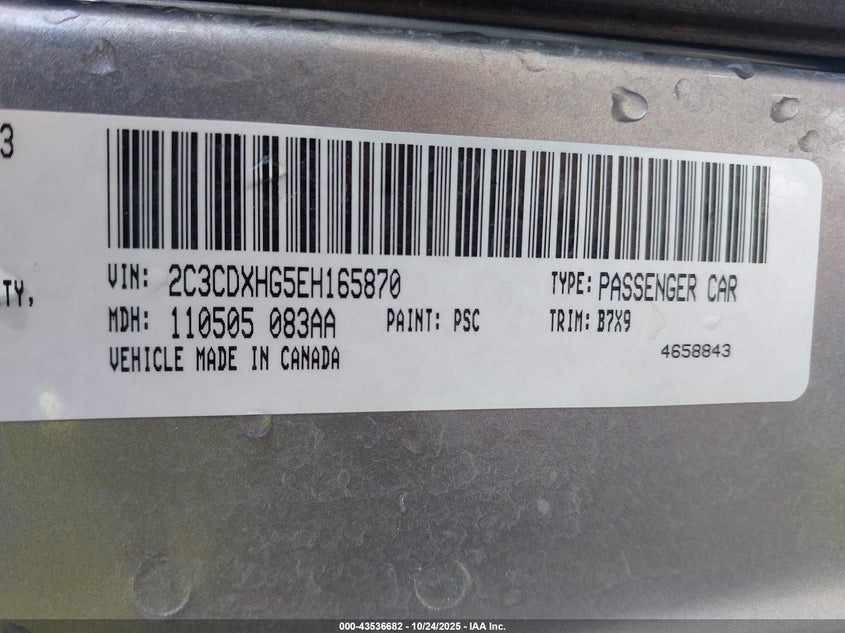 3
TY,
VIN: 2C3CDXHG5EH165870 TYPE: PASSENGER CAR
MDH: 110505 083AA PAINT: PSC TRIM: B7X9
VEHICLE MADE IN CANADA 4658843
000-43536682 - 10/24/2025 - IAA Inc.